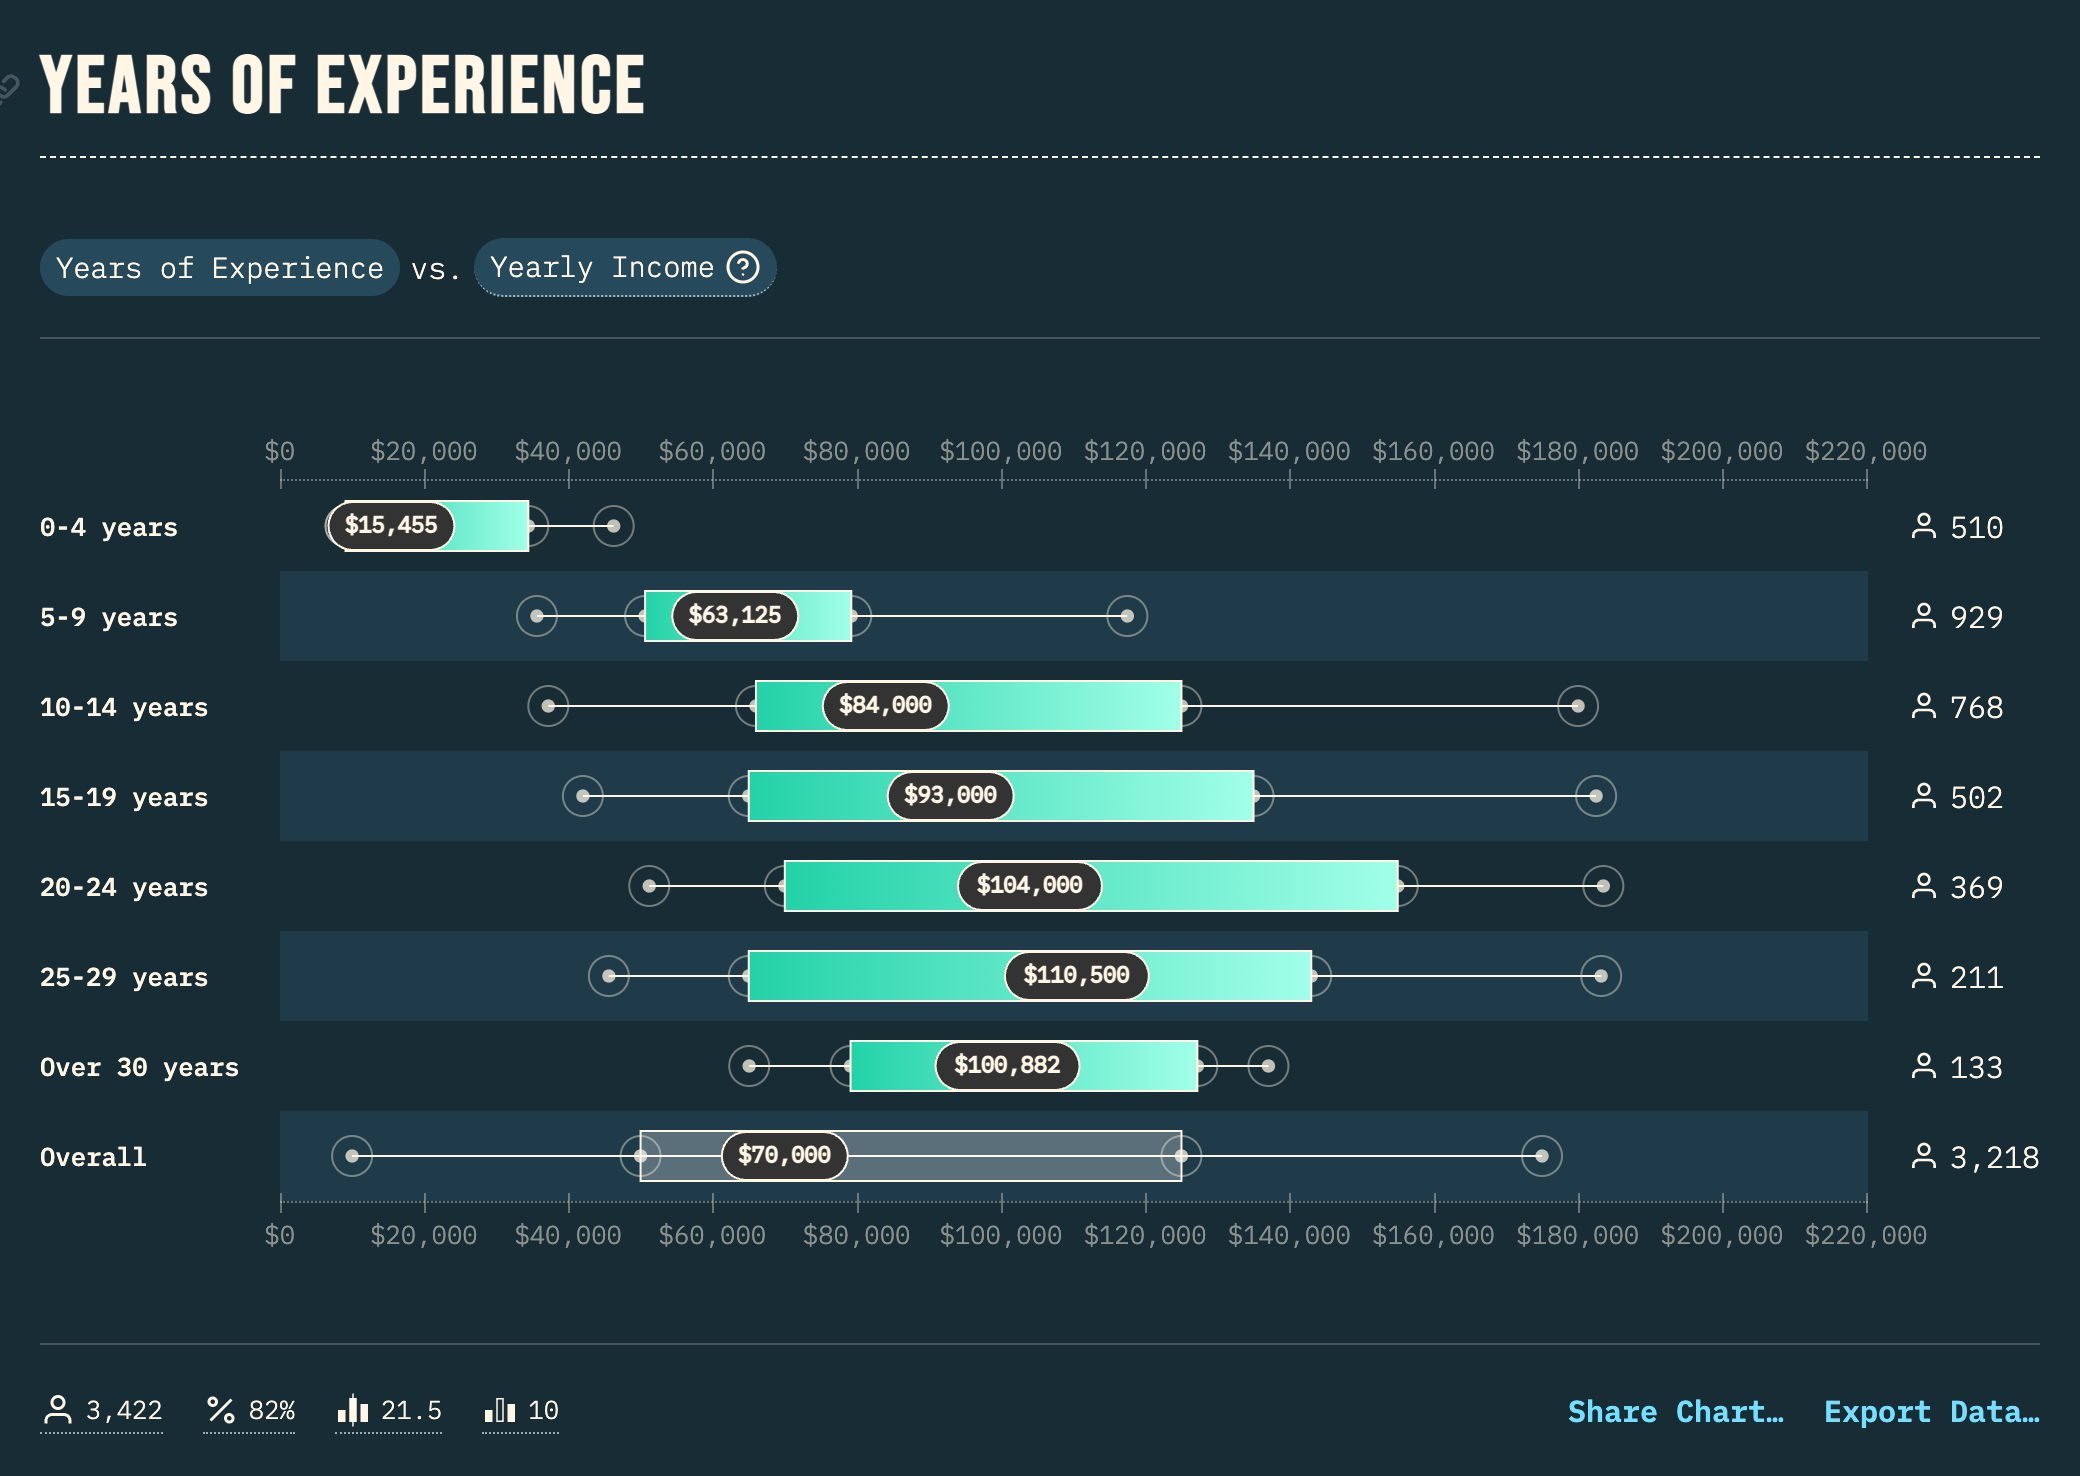 YEARS OF EXPERIENCE
Years of Experience vs. Yearly Income ?
$0 $20,000 $40,000 $60,000 $80,000 $100,000 $120,000 $140,000 $160,000 $180,000 $200,000 $220,000
0-4 years $15,455 510
5-9 years $63,125 929
10-14 years $84,000 768
15-19 years $93,000 502
20-24 years $104,000 369
25-29 years $110,500 211
Over 30 years $100,882 133
Overall $70,000 3,218
$0 $20,000 $40,000 $60,000 $80,000 $100,000 $120,000 $140,000 $160,000 $180,000 $200,000 $220,000
3,422 % 82% 21.5 10 Share Chart… Export Data…